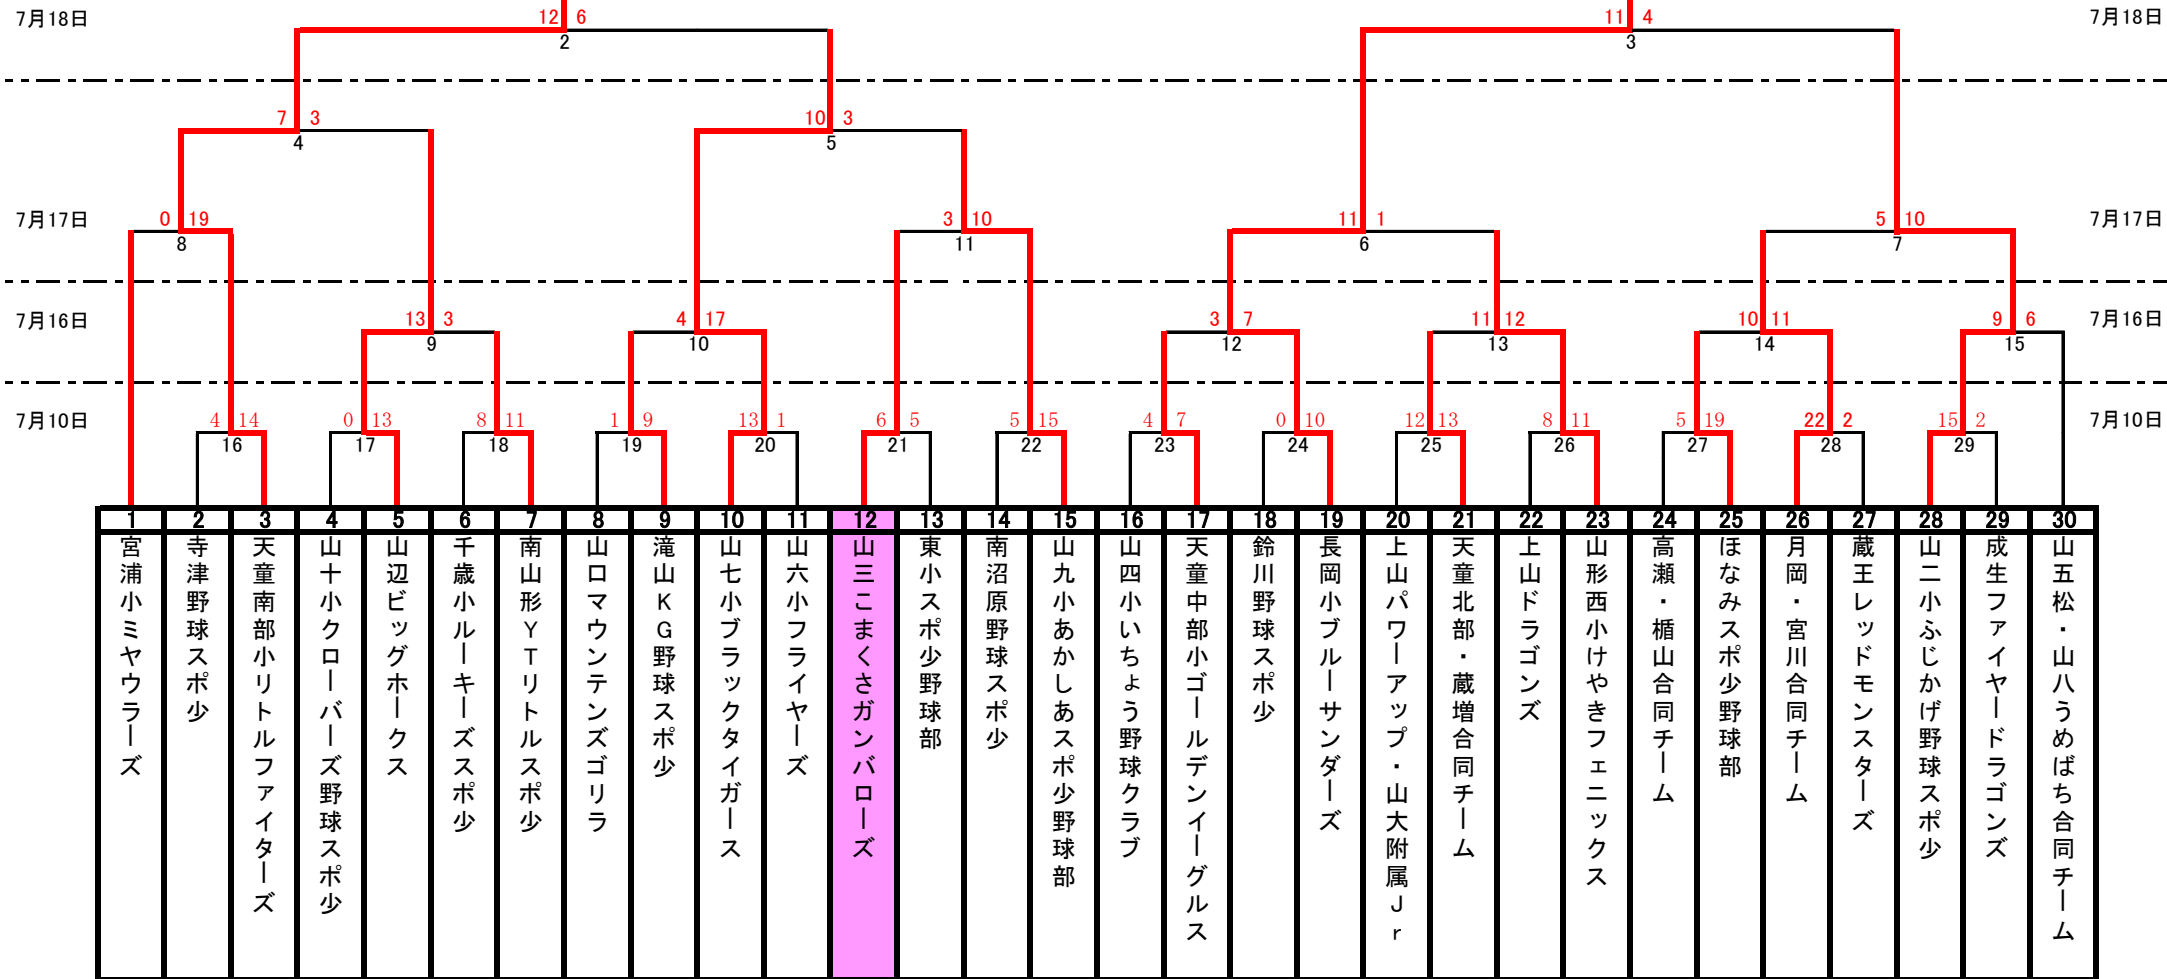 7月18日 12 6 11 4 7月18日
2 3
7 3 10 3
4 5
7月17日 0 19 3 10 11 1 5 10 7月17日
8 11 6 7
7月16日 13 3 4 17 3 7 11 12 10 11 9 6 7月16日
9 10 12 13 14 15
7月10日 4 14 0 13 8 11 1 9 13 1 6 5 5 15 4 7 0 10 12 13 8 11 5 19 22 2 15 2 7月10日
16 17 18 19 20 21 22 23 24 25 26 27 28 29
1 2 3 4 5 6 7 8 9 10 11 12 13 14 15 16 17 18 19 20 21 22 23 24 25 26 27 28 29 30
宮浦小ミヤウラーズ
寺津野球スポ少
天童南部小リトルファイターズ
山十小クローバーズ野球スポ少
山辺ビッグホークス
千歳小ルーキーズスポ少
南山形ＹＴリトルスポ少
山口マウンテンズゴリラ
滝山ＫＧ野球スポ少
山七小ブラックタイガース
山六小フライヤーズ
山三こまくさガンバローズ
東小スポ少野球部
南沼原野球スポ少
山九小あかしあスポ少野球部
山四小いちょう野球クラブ
天童中部小ゴールデンイーグルス
鈴川野球スポ少
長岡小ブルーサンダーズ
上山パワーアップ・山大附属Ｊｒ
天童北部・蔵増合同チーム
上山ドラゴンズ
山形西小けやきフェニックス
高瀬・楯山合同チーム
ほなみスポ少野球部
月岡・宮川合同チーム
蔵王レッドモンスターズ
山二小ふじかげ野球スポ少
成生ファイヤードラゴンズ
山五松・山八うめばち合同チーム